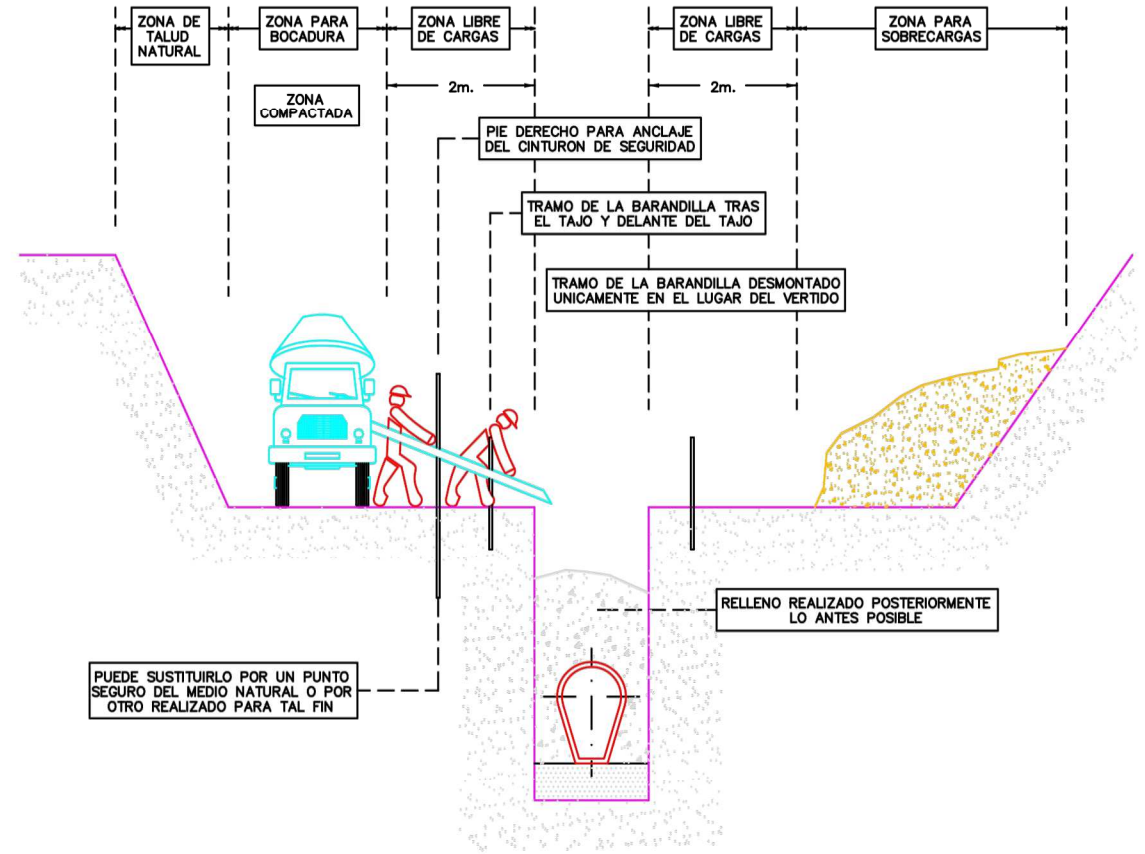 ZONA DE
TALUD
NATURAL
ZONA PARA
BOCADURA
ZONA LIBRE
DE CARGAS
ZONA LIBRE
DE CARGAS
ZONA PARA
SOBRECARGAS
2m.
2m.
ZONA
COMPACTADA
PIE DERECHO PARA ANCLAJE
DEL CINTURON DE SEGURIDAD
TRAMO DE LA BARANDILLA TRAS
EL TAJO Y DELANTE DEL TAJO
TRAMO DE LA BARANDILLA DESMONTADO
UNICAMENTE EN EL LUGAR DEL VERTIDO
RELLENO REALIZADO POSTERIORMENTE
LO ANTES POSIBLE
PUEDE SUSTITUIRLO POR UN PUNTO
SEGURO DEL MEDIO NATURAL O POR
OTRO REALIZADO PARA TAL FIN